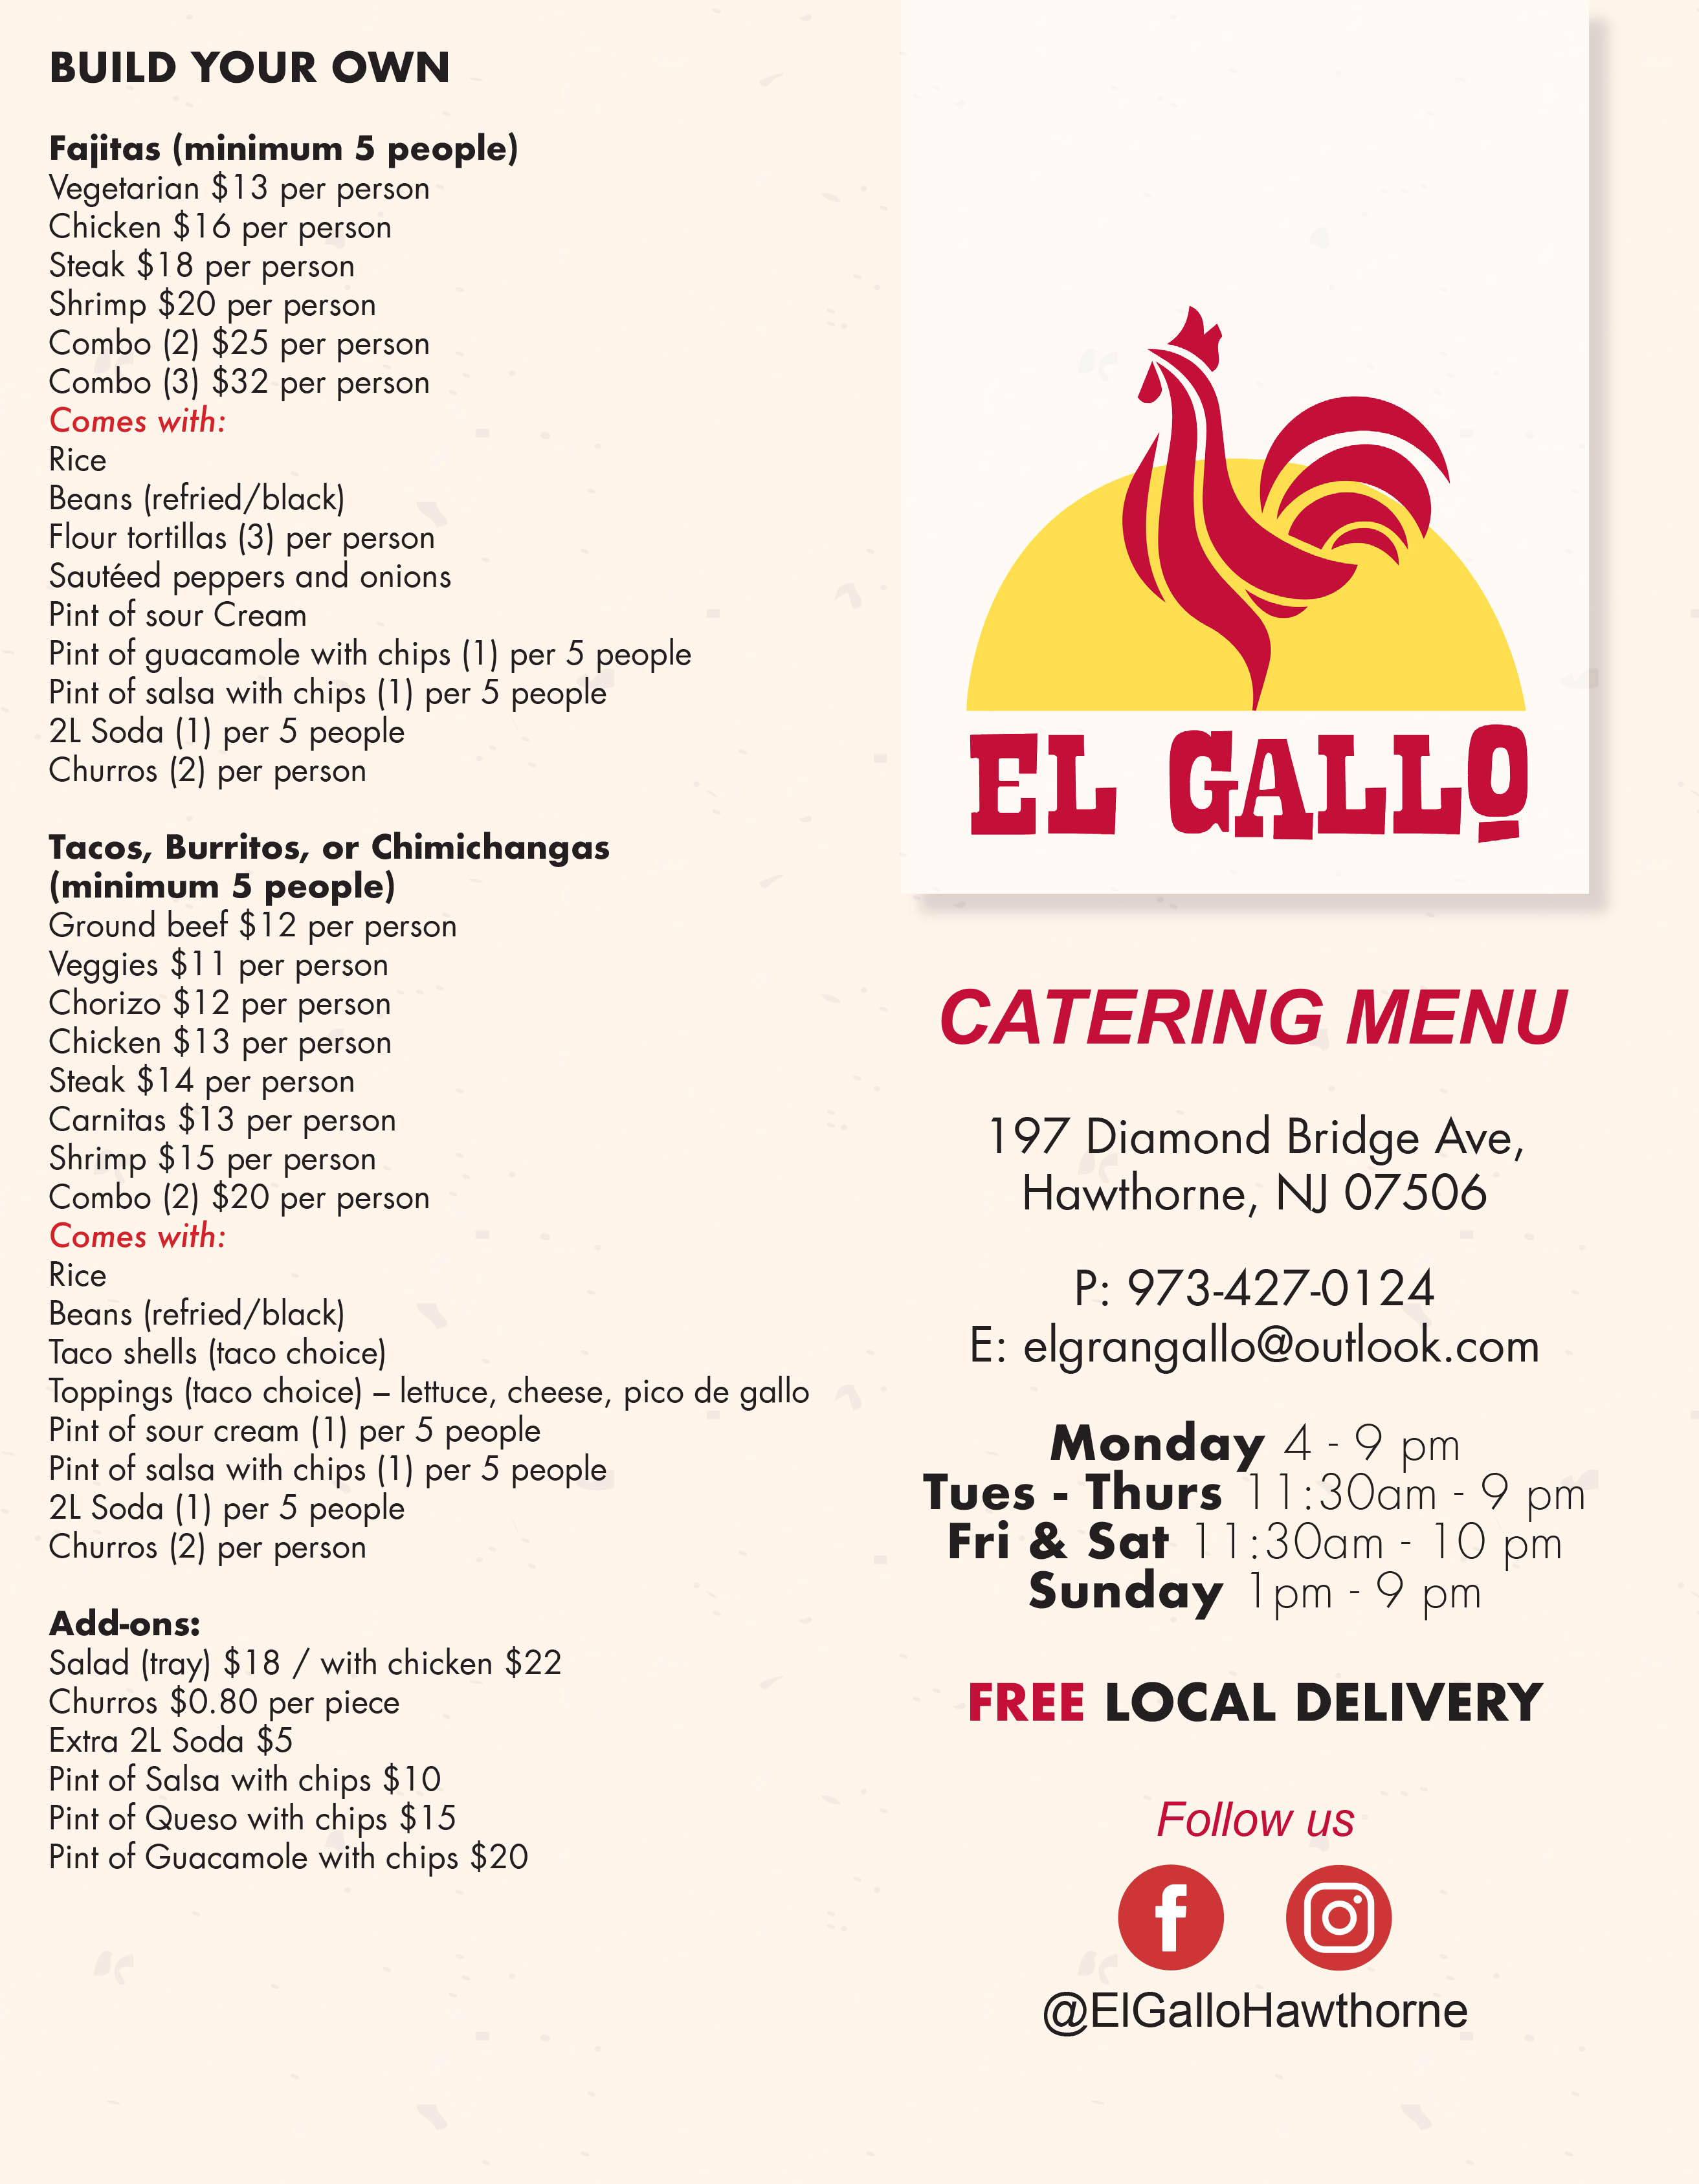 BUILD YOUR OWN
Fajitas (minimum 5 people)
Vegetarian $13 per person
Chicken $16 per person
Steak $18 per person
Shrimp $20 per person
Combo (2) $25 per person
Combo (3) $32 per person
Comes with:
Rice
Beans (refried/black)
Flour tortillas (3) per person
Sautéed peppers and onions
Pint of sour Cream
Pint of guacamole with chips (1) per 5 people
Pint of salsa with chips (1) per 5 people
2L Soda (1) per 5 people
Churros (2) per person
Tacos, Burritos, or Chimichangas
(minimum 5 people)
Ground beef $12 per person
Veggies $11 per person
Chorizo $12 per person
Chicken $13 per person
Steak $14 per person
Carnitas $13 per person
Shrimp $15 per person
Combo (2) $20 per person
Comes with:
Rice
Beans (refried/black)
Taco shells (taco choice)
Toppings (taco choice) – lettuce, cheese, pico de gallo
Pint of sour cream (1) per 5 people
Pint of salsa with chips (1) per 5 people
2L Soda (1) per 5 people
Churros (2) per person
Add-ons:
Salad (tray) $18 / with chicken $22
Churros $0.80 per piece
Extra 2L Soda $5
Pint of Salsa with chips $10
Pint of Queso with chips $15
Pint of Guacamole with chips $20
EL GALLO
CATERING MENU
197 Diamond Bridge Ave,
Hawthorne, NJ 07506
P: 973-427-0124
E: elgrangallo@outlook.com
Monday 4 - 9 pm
Tues - Thurs 11:30am - 9 pm
Fri & Sat 11:30am - 10 pm
Sunday 1pm - 9 pm
FREE LOCAL DELIVERY
Follow us
@ElGalloHawthorne